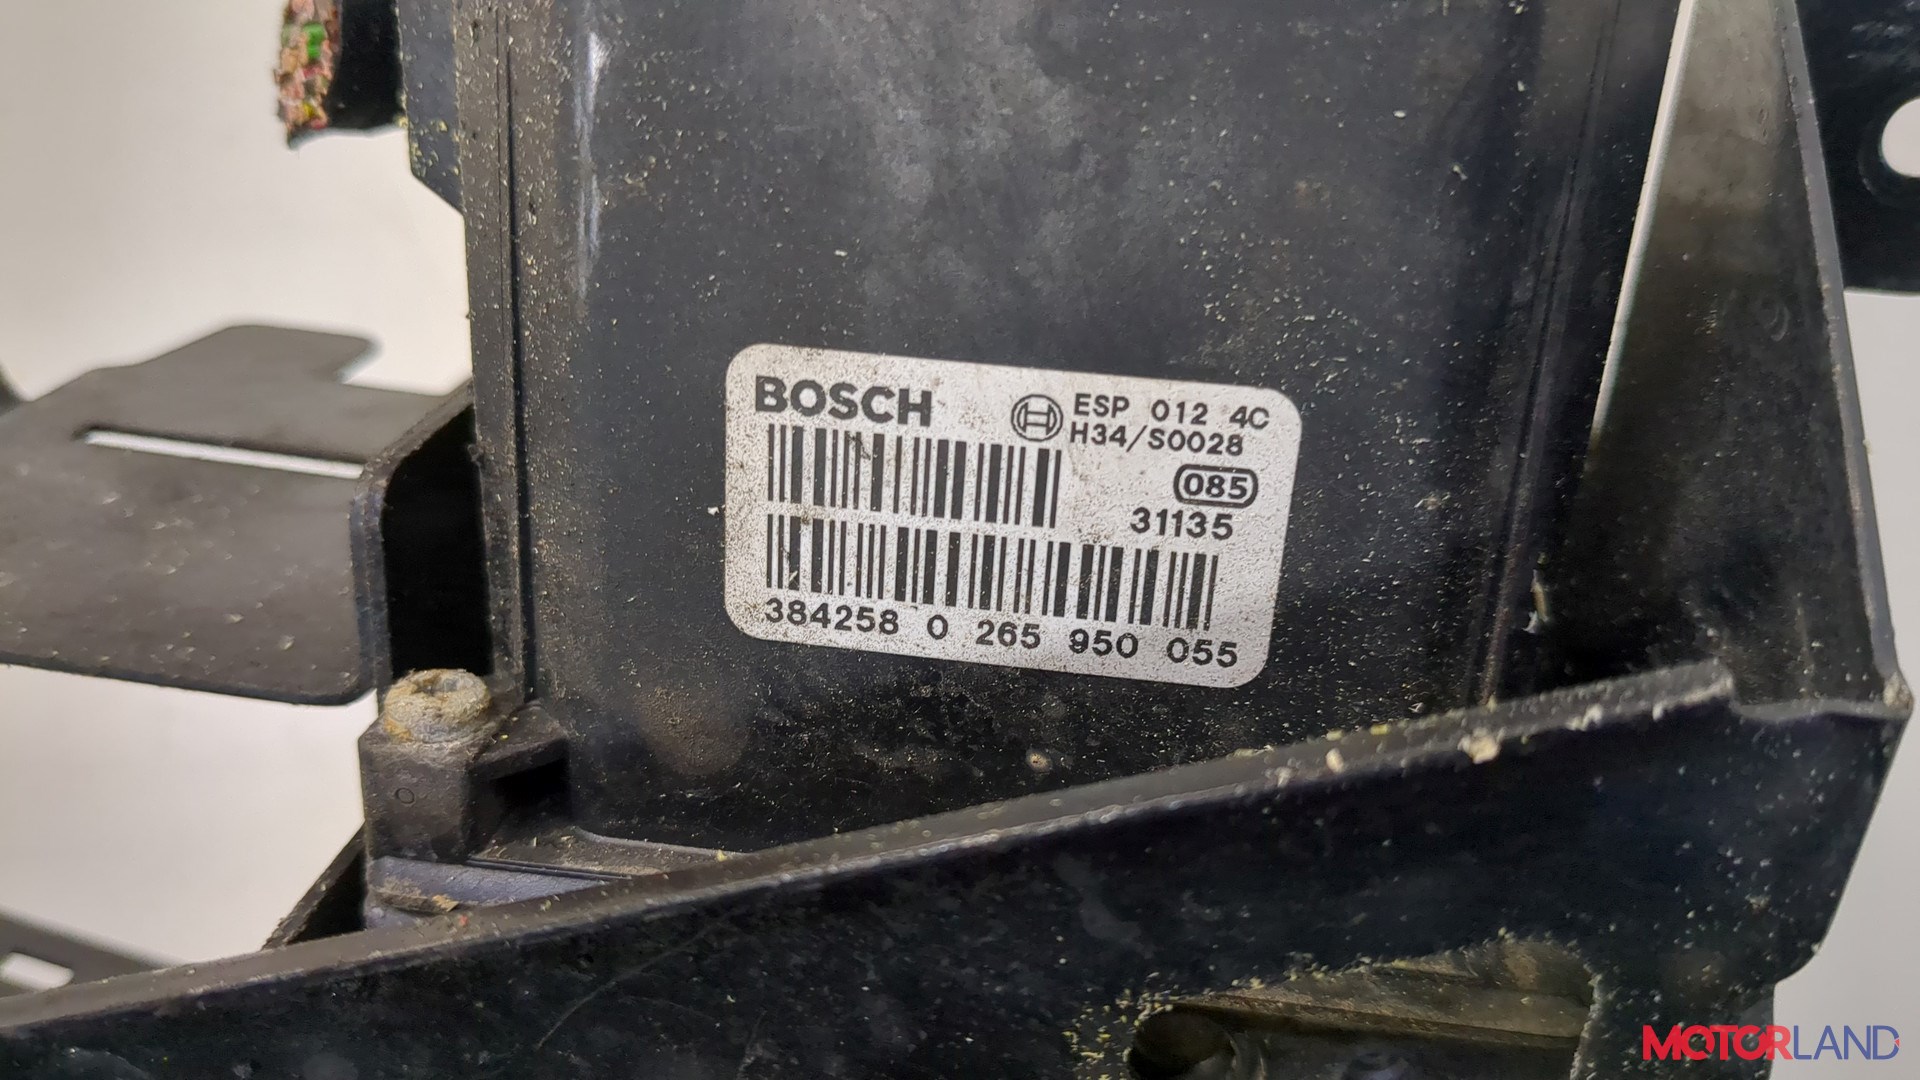 BOSCH
ESP 012 4C
H34/S0028
085
31135
384258 0 265 950 055
MOTORLAND